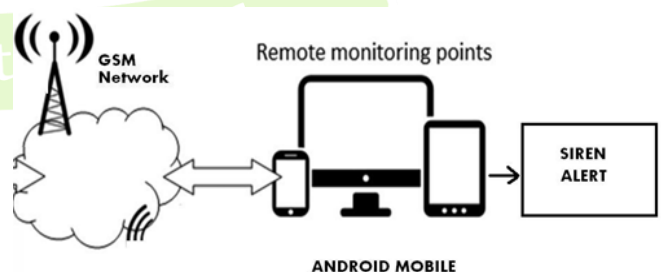 GSM
Network
Remote monitoring points
SIREN
ALERT
ANDROID MOBILE